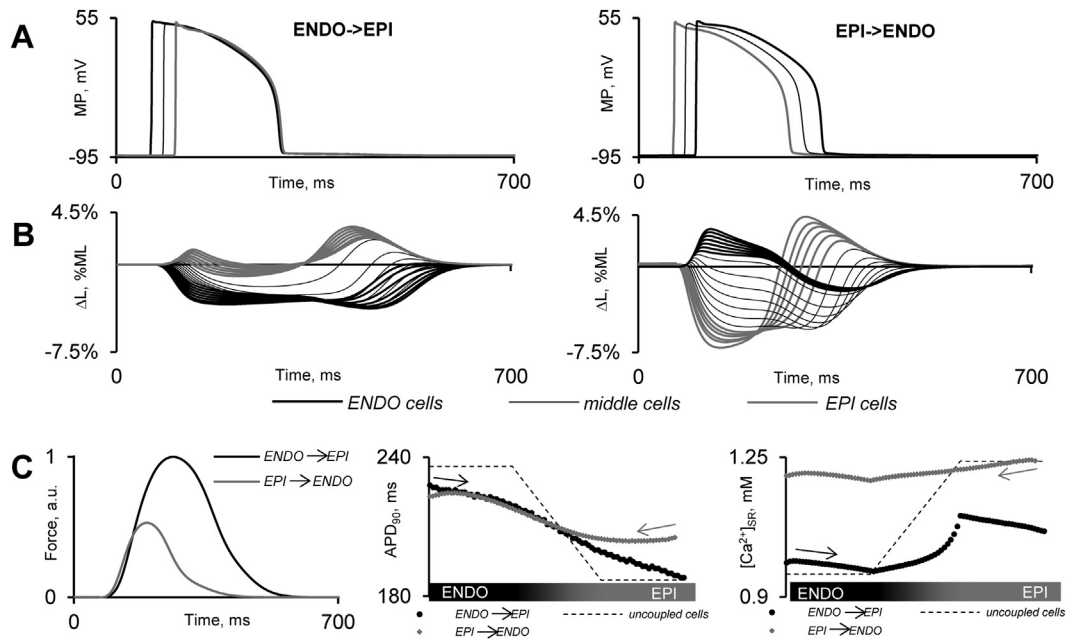 A
55
MP, mV
-95
0
Time, ms
700
ENDO->EPI
55
MP, mV
-95
0
Time, ms
700
EPI->ENDO
B
4.5%
ΔL, %ML
-7.5%
0
Time, ms
700
4.5%
ΔL, %ML
-7.5%
0
Time, ms
700
ENDO cells
middle cells
EPI cells
C
1
Force, a.u.
0
0
Time, ms
700
ENDO →EPI
EPI → ENDO
240
APD90, ms
180
ENDO
EPI
ENDO →EPI
EPI →ENDO
uncoupled cells
1.25
[Ca2+]SR, mM
0.9
ENDO
EPI
ENDO →EPI
EPI →ENDO
uncoupled cells